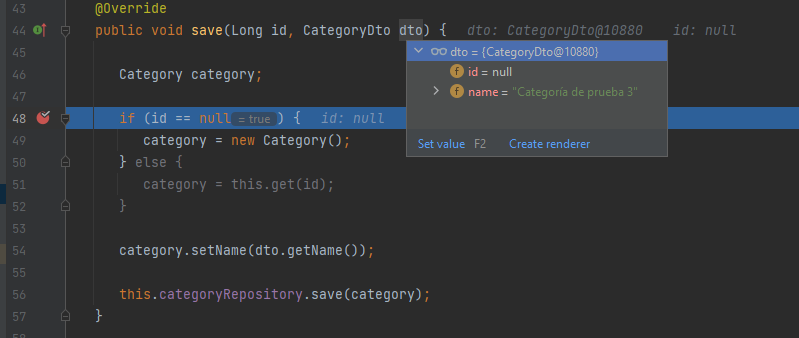 43 @Override
44 public void save(Long id, CategoryDto dto) { dto: CategoryDto@10880 id: null
45 dto = {CategoryDto@10880}
46 Category category; f id = null
47 f name = "Categoría de prueba 3"
48 if (id == null = true ) { id: null
49 category = new Category(); Set value F2 Create renderer
50 } else {
51 category = this.get(id);
52 }
53
54 category.setName(dto.getName());
55
56 this.categoryRepository.save(category);
57 }